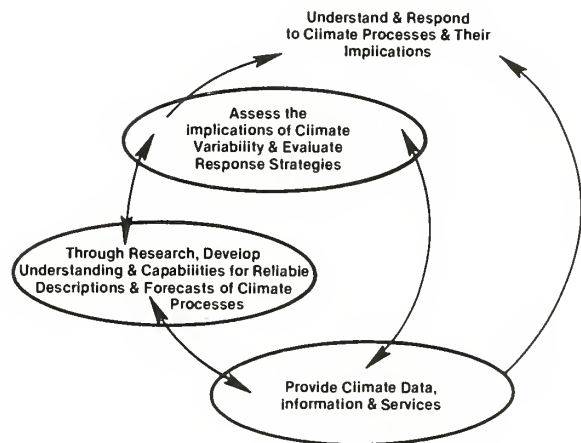 Understand & Respond
to Climate Processes & Their
Implications
Assess the
implications of Climate
Variability & Evaluate
Response Strategies
Through Research, Develop
Understanding & Capabilities for Reliable
Descriptions & Forecasts of Climate
Processes
Provide Climate Data,
information & Services